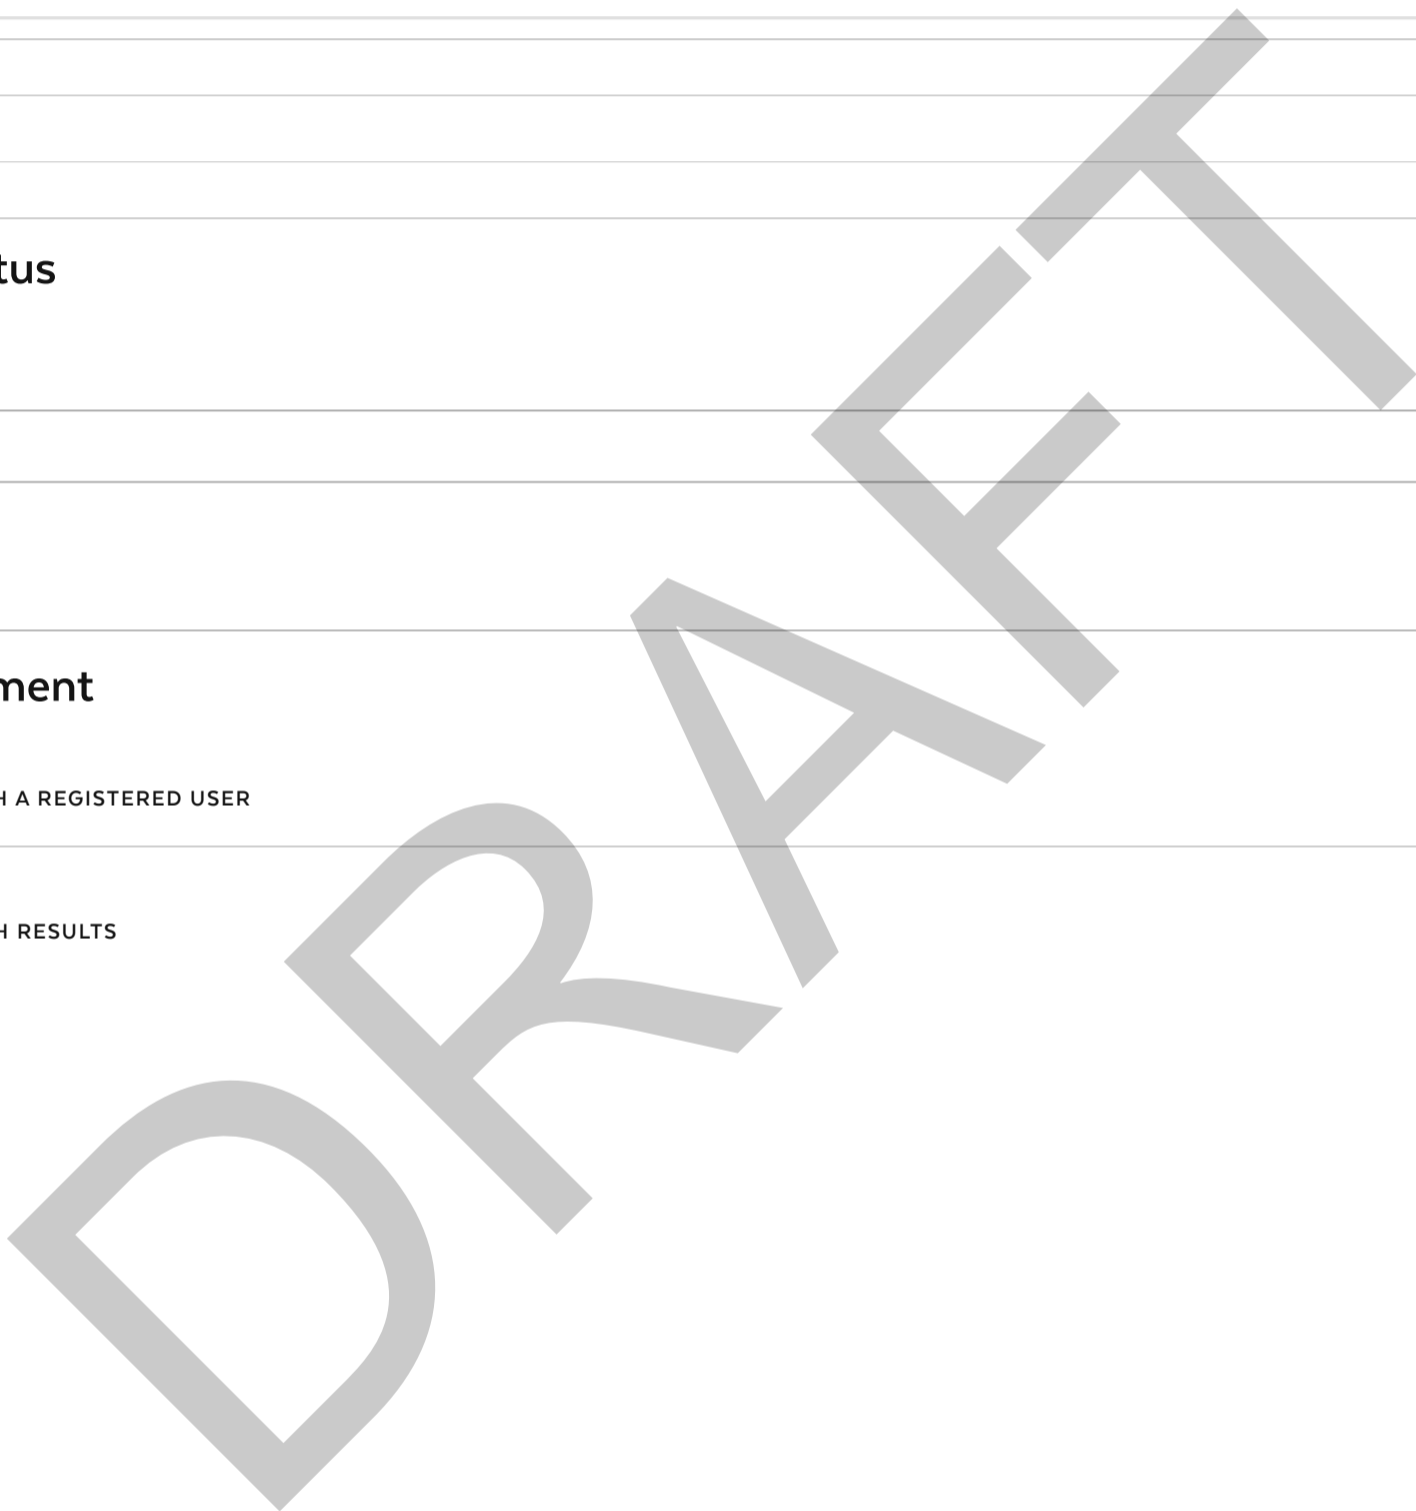 tus
ment
H A REGISTERED USER
H RESULTS
DRAFT